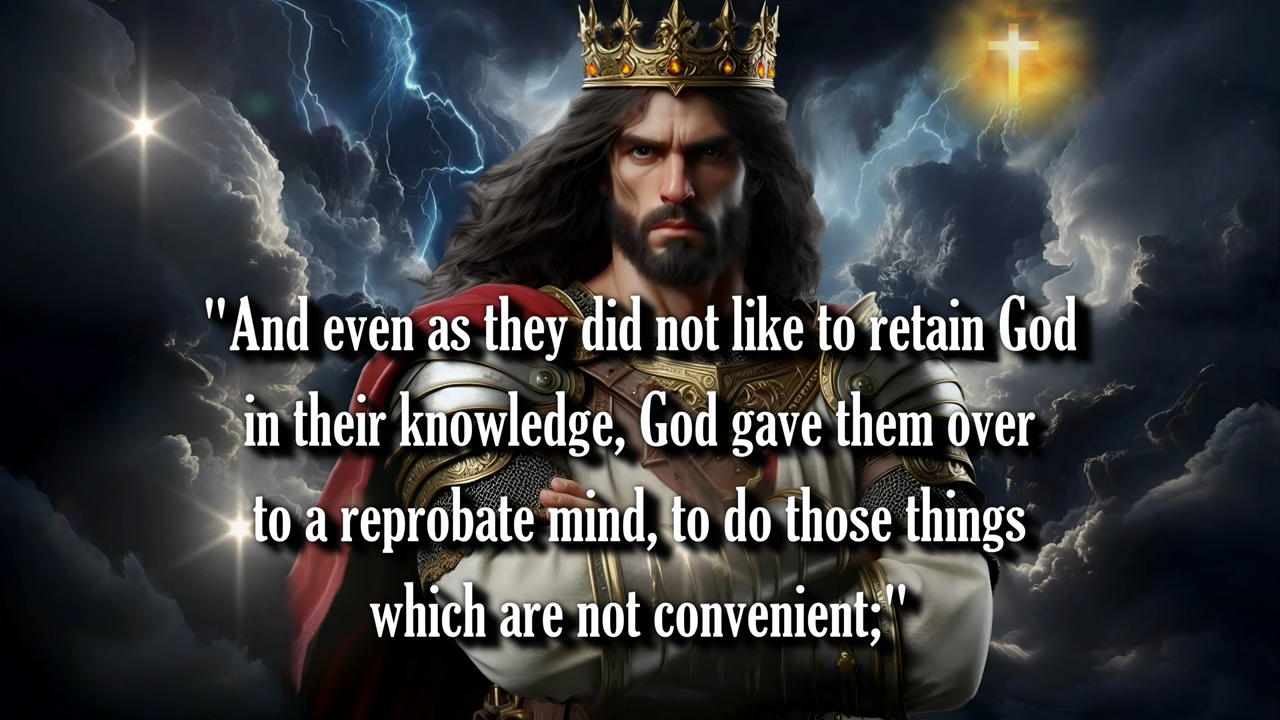 "And even as they did not like to retain God
in their knowledge, God gave them over
to a reprobate mind, to do those things
which are not convenient;"